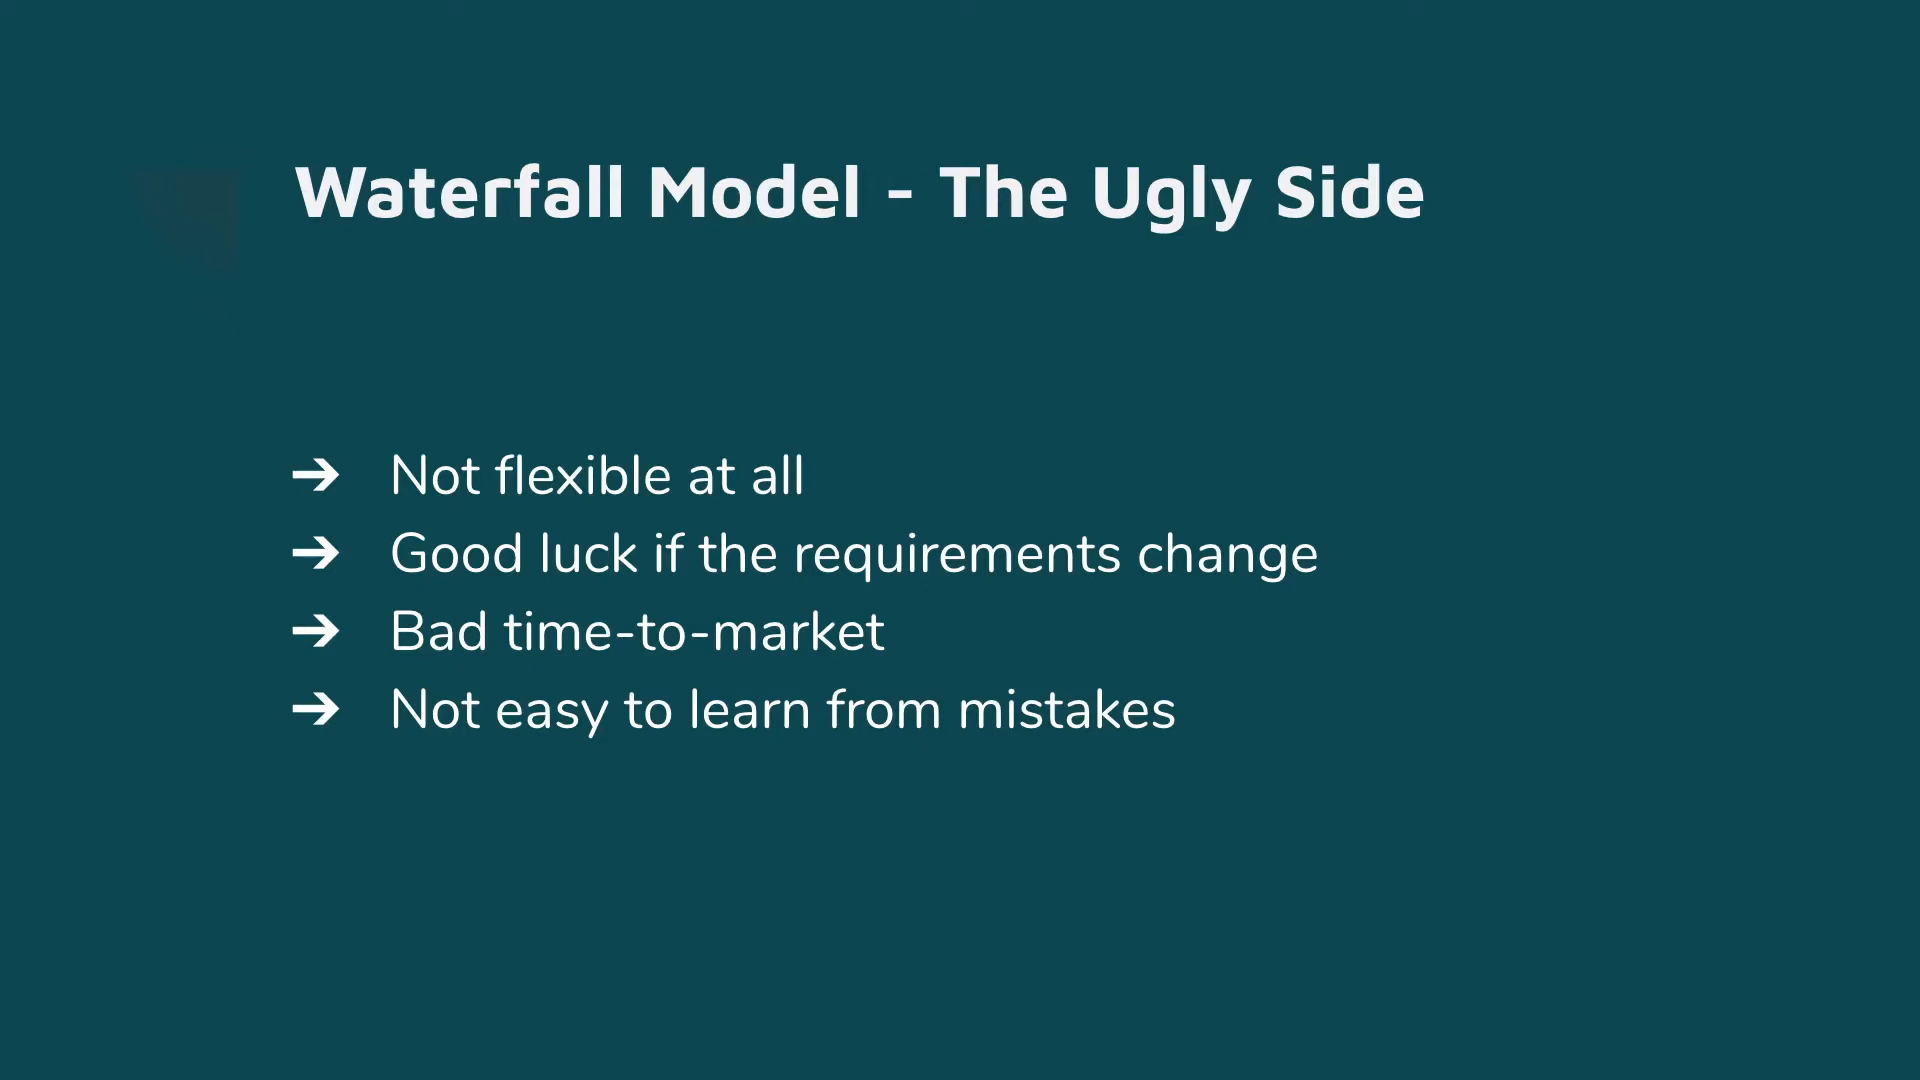 Waterfall Model - The Ugly Side
➔ Not flexible at all
➔ Good luck if the requirements change
➔ Bad time-to-market
➔ Not easy to learn from mistakes